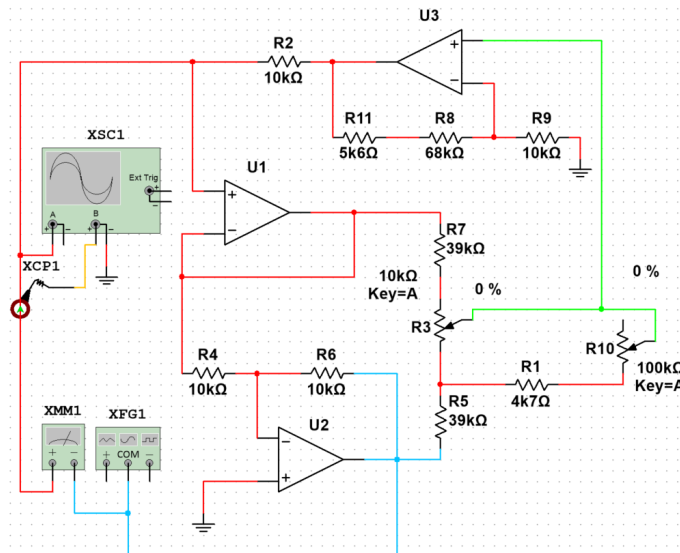 U3
R2
10kΩ
+
−
R11
5k6Ω
R8
68kΩ
R9
10kΩ
XSC1
Ext Trig
+
−
A
B
+
−
+
−
U1
+
−
R7
39kΩ
XCP1
10kΩ
Key=A
0 %
0 %
R3
R10
100kΩ
Key=A
R4
10kΩ
R6
10kΩ
R1
4k7Ω
R5
39kΩ
XMM1
XFG1
U2
+
−
COM
+
−
−
+